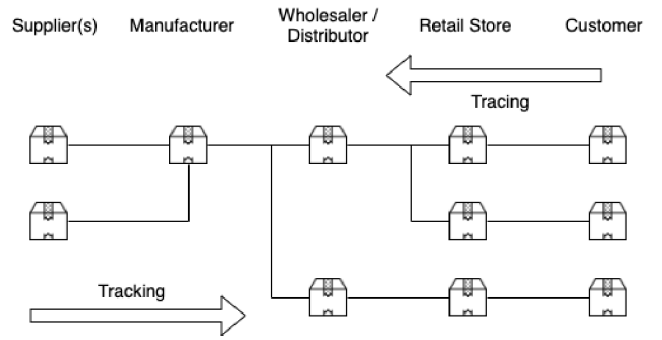 Supplier(s)
Manufacturer
Wholesaler /
Distributor
Retail Store
Customer
Tracing
Tracking